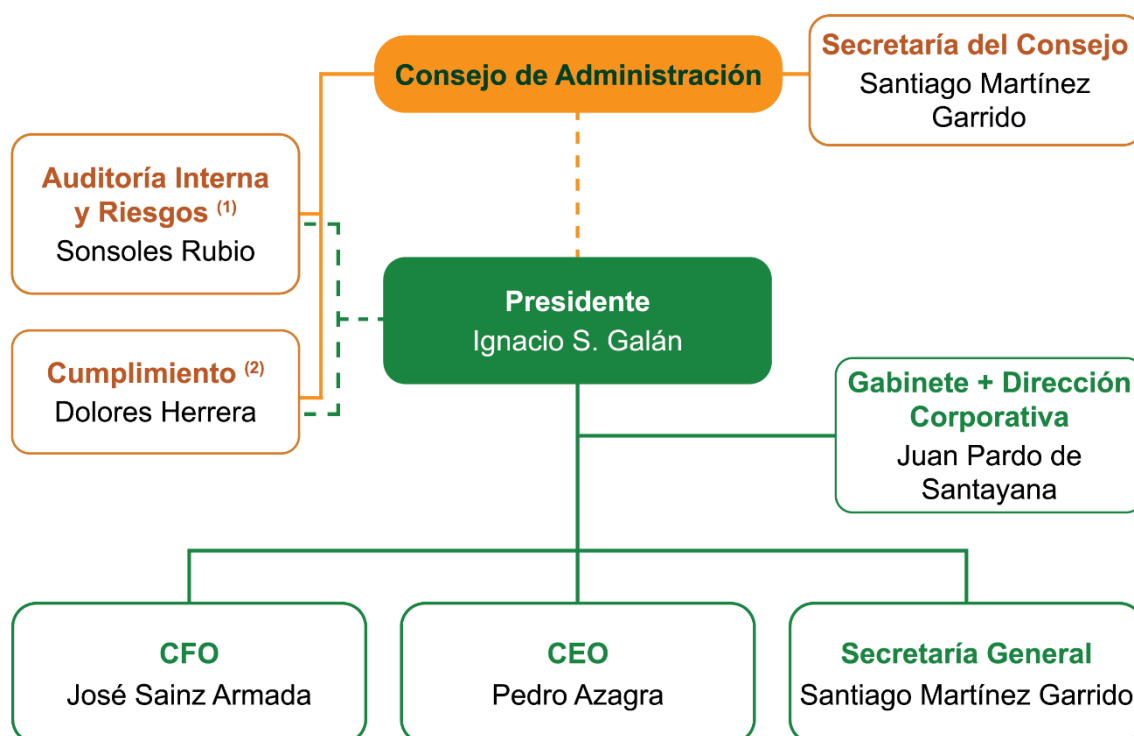 Consejo de Administración
Secretaría del Consejo
Santiago Martínez
Garrido
Auditoría Interna
y Riesgos (1)
Sonsoles Rubio
Presidente
Ignacio S. Galán
Cumplimiento (2)
Dolores Herrera
Gabinete + Dirección
Corporativa
Juan Pardo de
Santayana
CFO
José Sainz Armada
CEO
Pedro Azagra
Secretaría General
Santiago Martínez Garrido